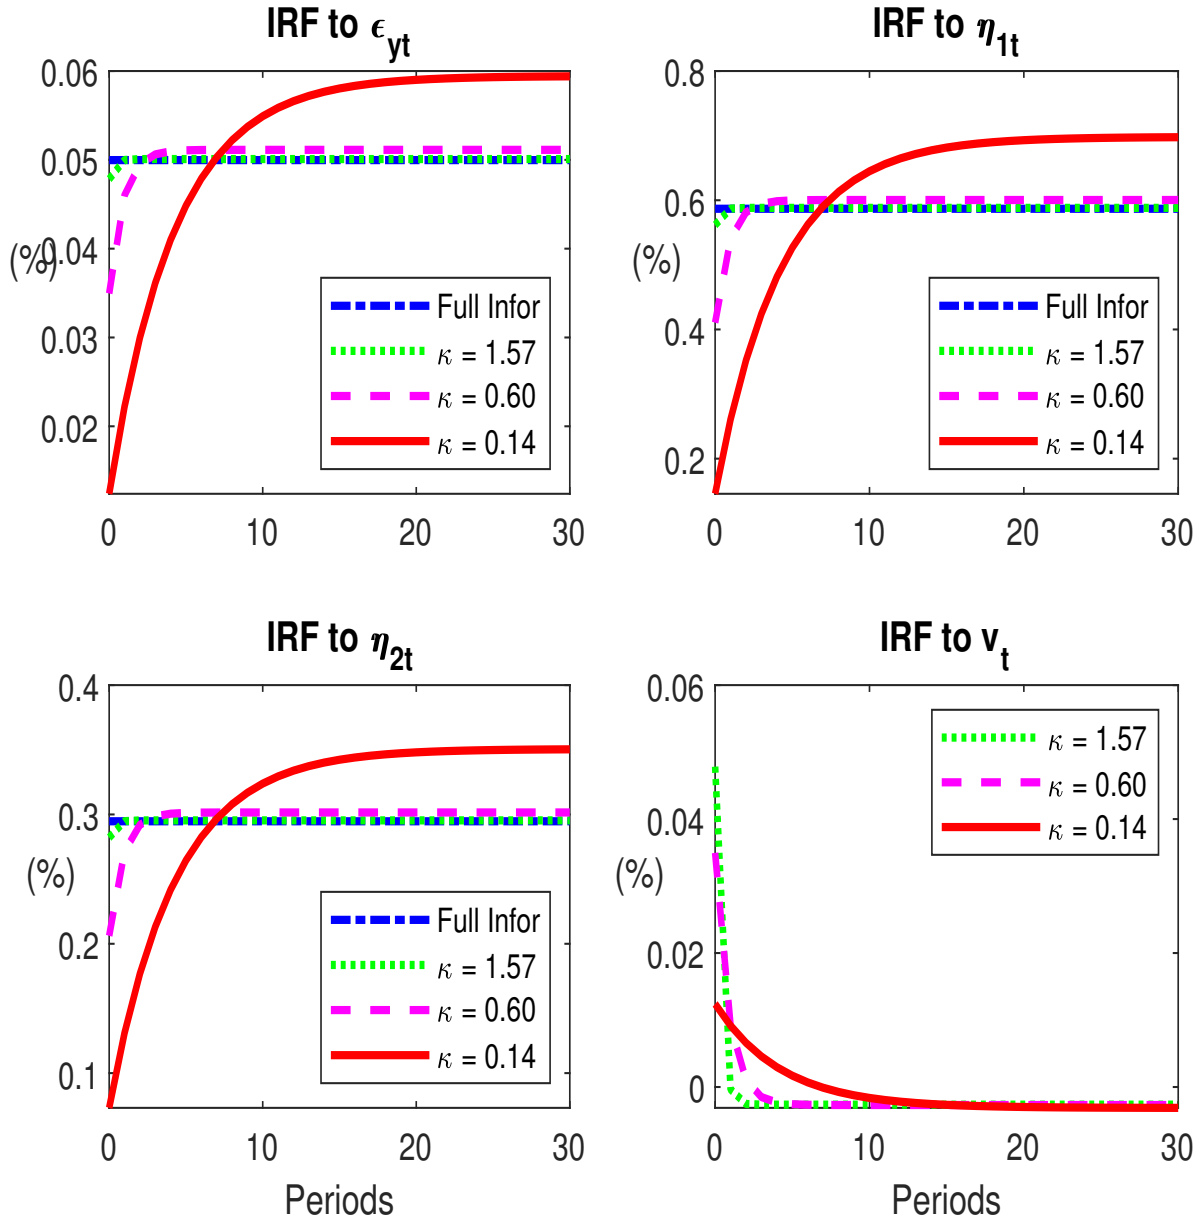 IRF to ϵyt
0.06
0.05
0.04
0.03
0.02
(%)
Full Infor
κ = 1.57
κ = 0.60
κ = 0.14
0 10 20 30
IRF to η1t
0.8
0.6
0.4
0.2
(%)
Full Infor
κ = 1.57
κ = 0.60
κ = 0.14
0 10 20 30
IRF to η2t
0.4
0.3
0.2
0.1
(%)
Full Infor
κ = 1.57
κ = 0.60
κ = 0.14
0 10 20 30
Periods
IRF to vt
0.06
0.04
0.02
0
(%)
κ = 1.57
κ = 0.60
κ = 0.14
0 10 20 30
Periods